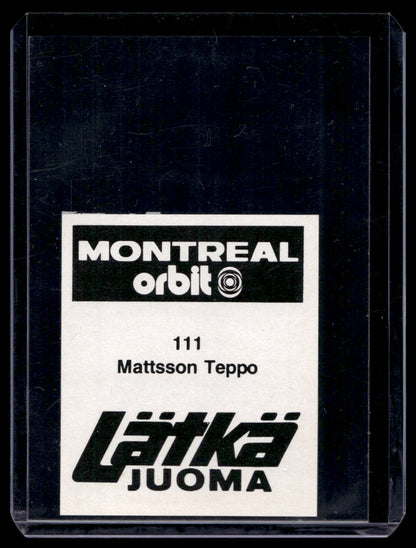 MONTREAL
orbit
111
Mattsson Teppo
Lätkä
JUOMA